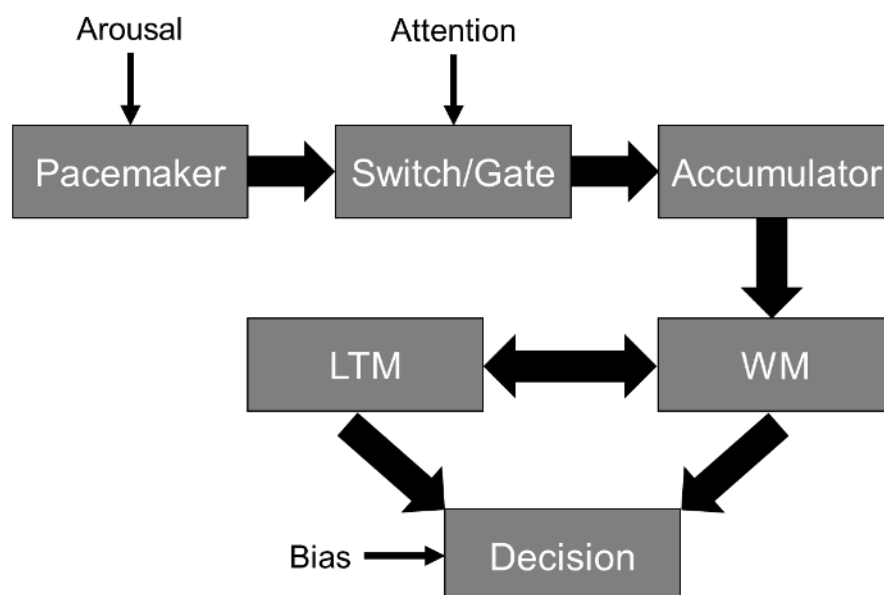 Arousal
Attention
Pacemaker
Switch/Gate
Accumulator
LTM
WM
Bias
Decision